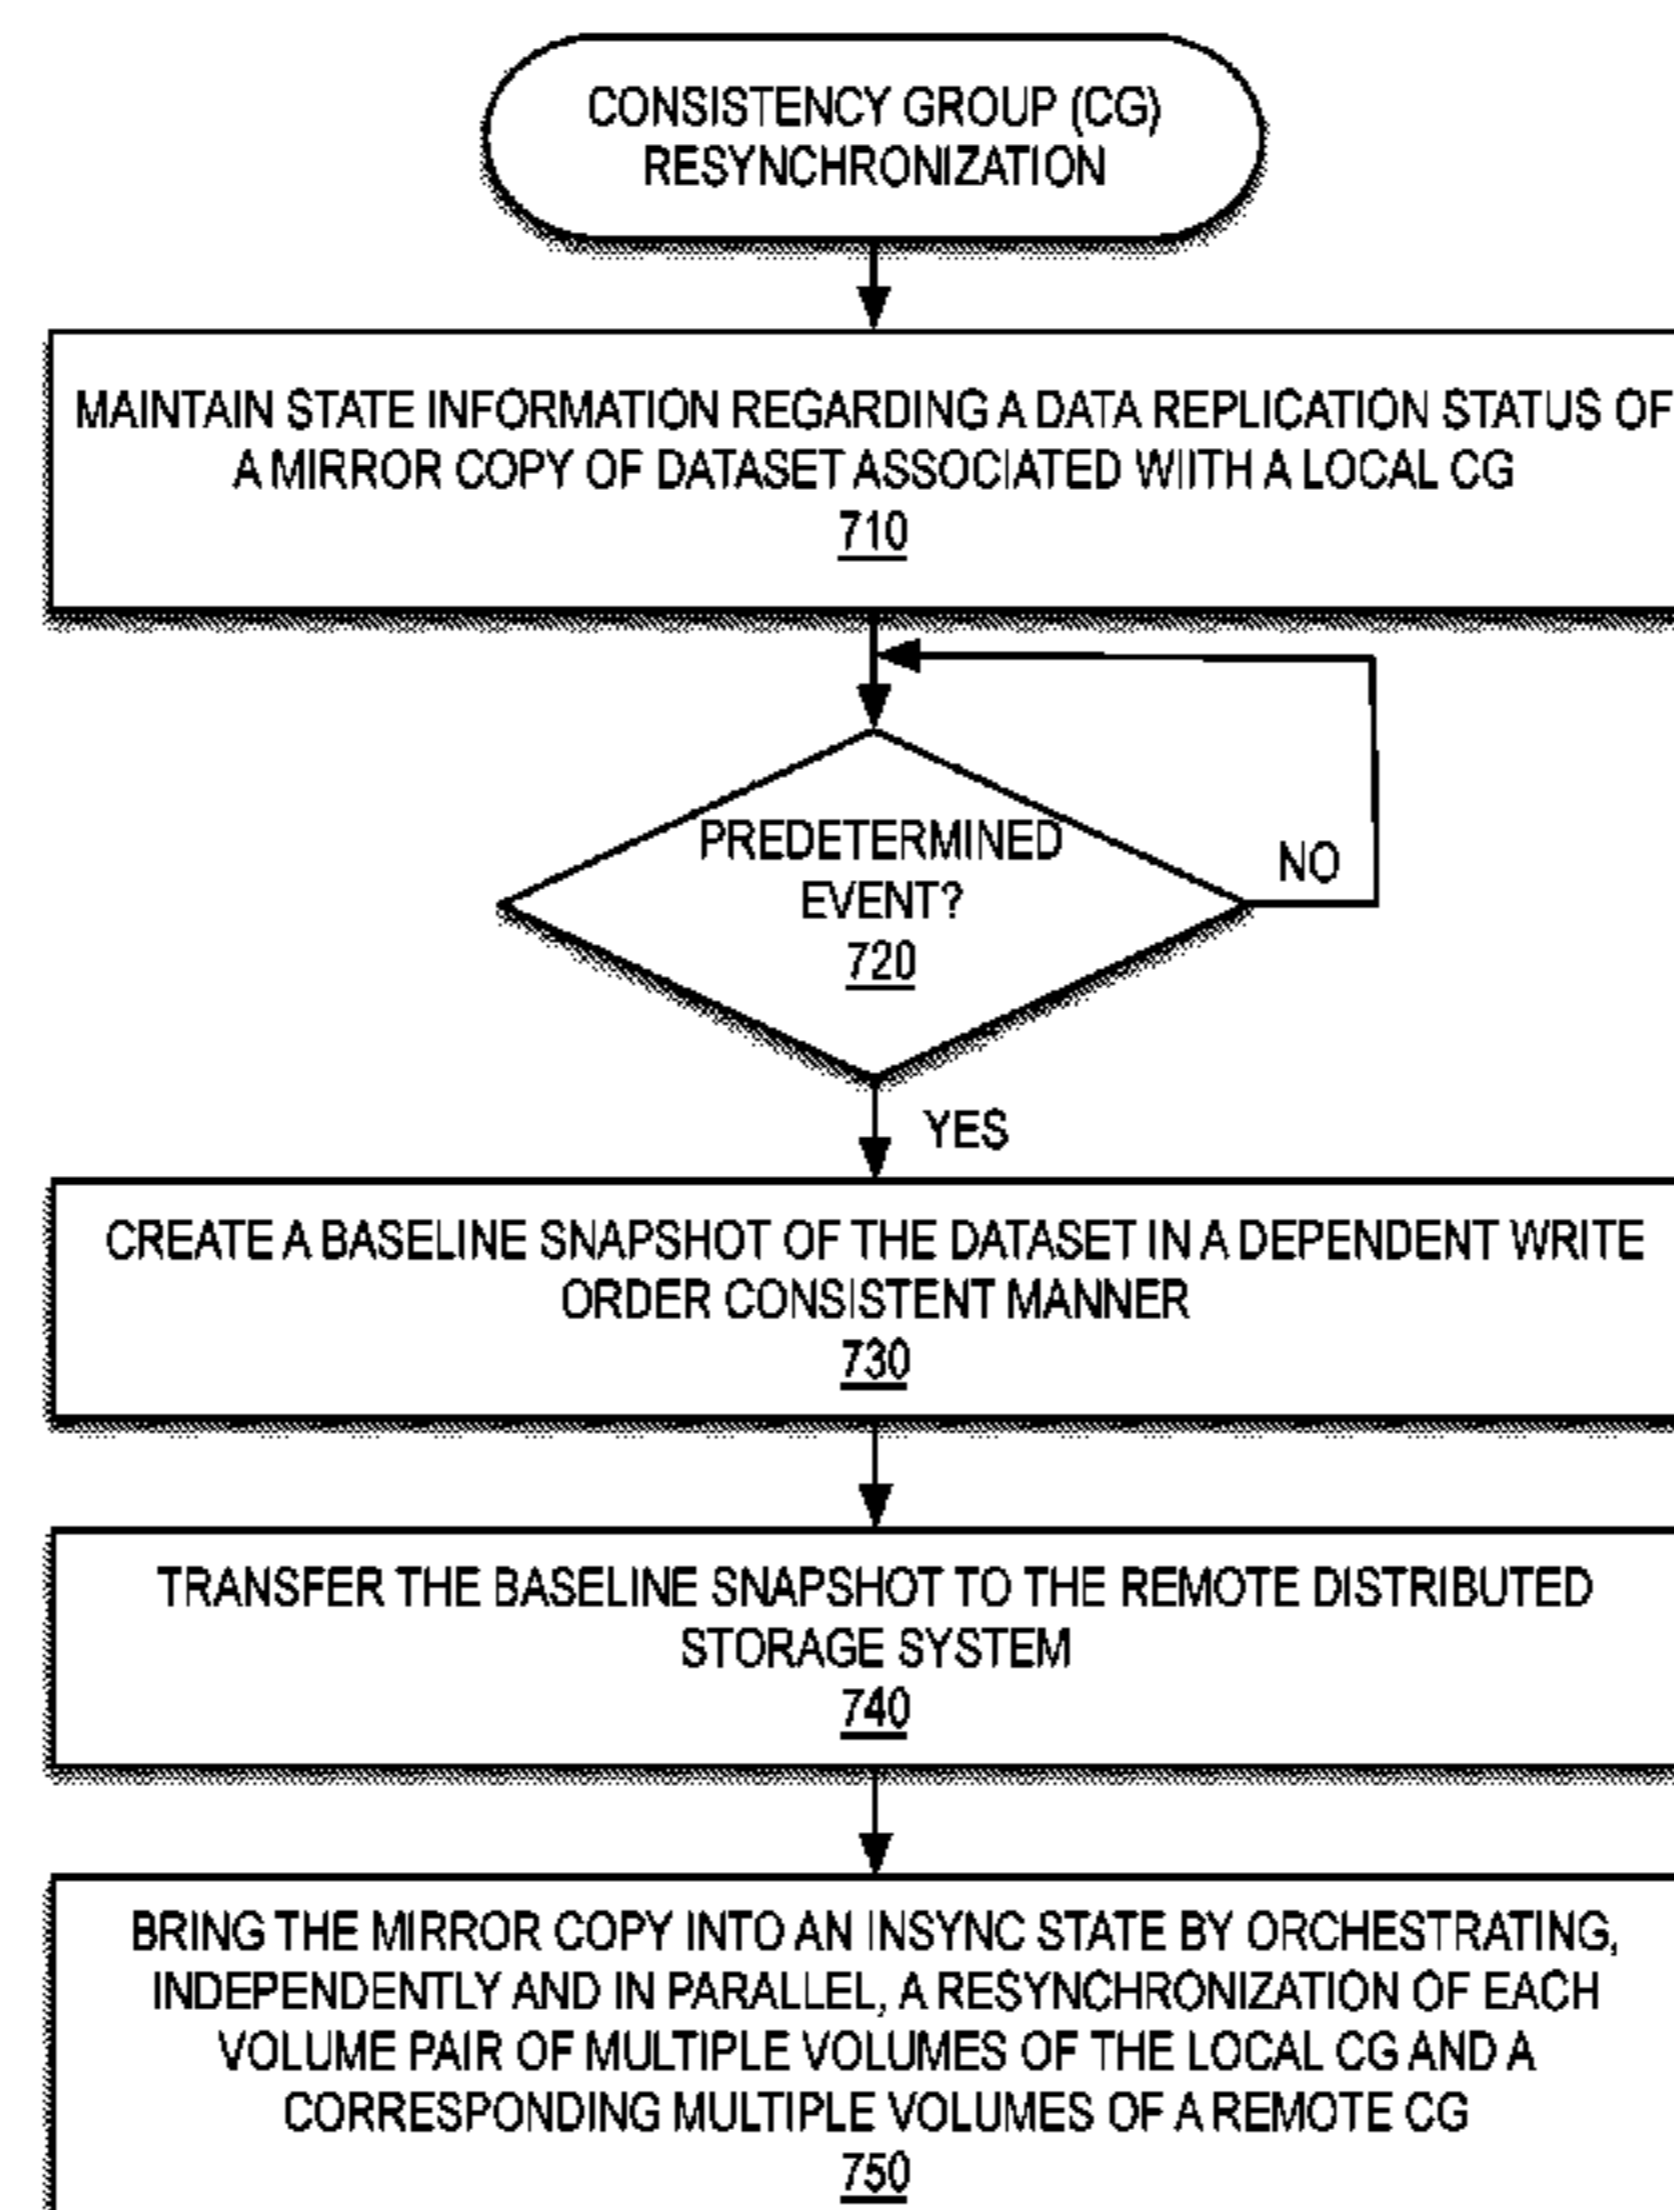 CONSISTENCY GROUP (CG)
RESYNCHRONIZATION
MAINTAIN STATE INFORMATION REGARDING A DATA REPLICATION STATUS OF
A MIRROR COPY OF DATASET ASSOCIATED WIITH A LOCAL CG
710
PREDETERMINED
EVENT?
720
NO
YES
CREATE A BASELINE SNAPSHOT OF THE DATASET IN A DEPENDENT WRITE
ORDER CONSISTENT MANNER
730
TRANSFER THE BASELINE SNAPSHOT TO THE REMOTE DISTRIBUTED
STORAGE SYSTEM
740
BRING THE MIRROR COPY INTO AN INSYNC STATE BY ORCHESTRATING,
INDEPENDENTLY AND IN PARALLEL, A RESYNCHRONIZATION OF EACH
VOLUME PAIR OF MULTIPLE VOLUMES OF THE LOCAL CG AND A
CORRESPONDING MULTIPLE VOLUMES OF A REMOTE CG
750